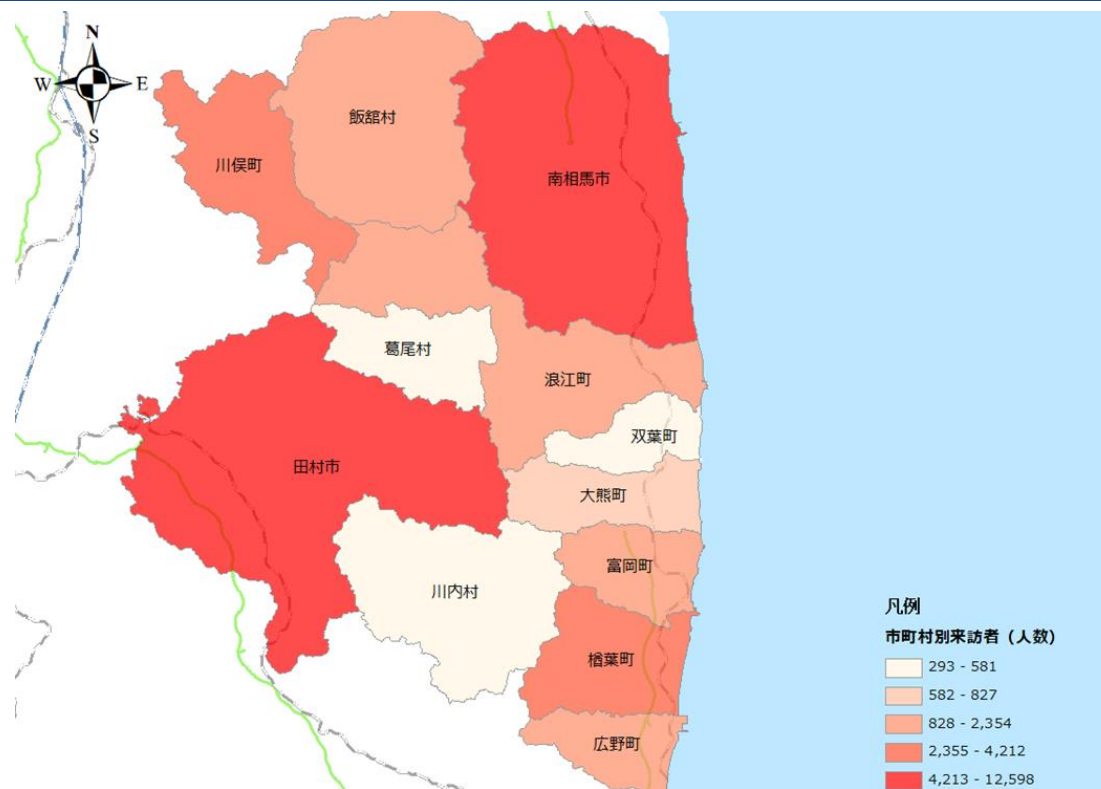 N
W
E
S
飯舘村
川俣町
南相馬市
葛尾村
浪江町
双葉町
田村市
大熊町
富岡町
川内村
楢葉町
広野町
凡例
市町村別来訪者（人数）
293 - 581
582 - 827
828 - 2,354
2,355 - 4,212
4,213 - 12,598